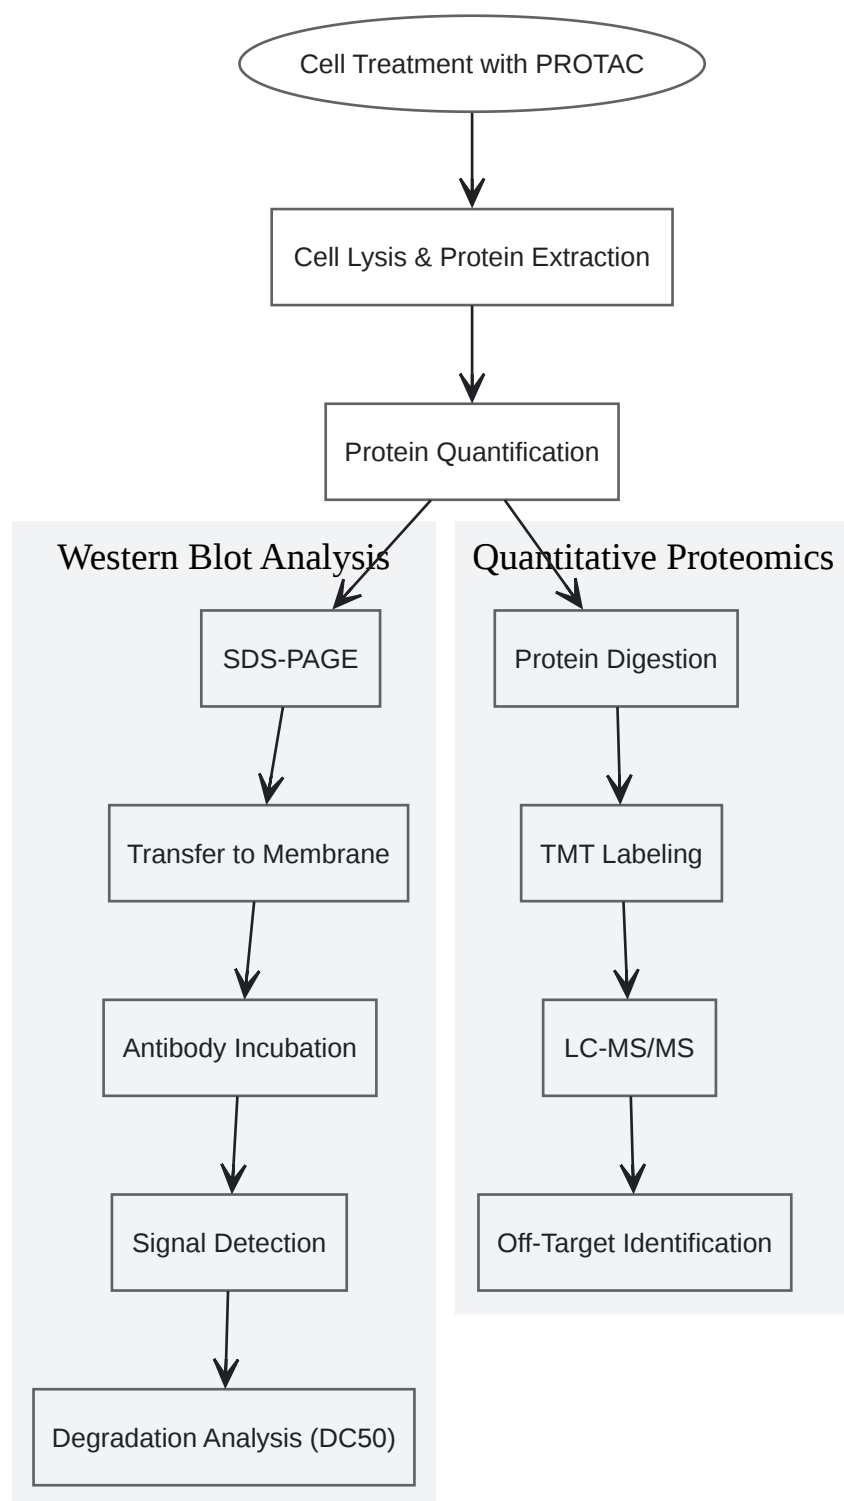 Cell Treatment with PROTAC
Cell Lysis & Protein Extraction
Protein Quantification
Western Blot Analysis
SDS-PAGE
Transfer to Membrane
Antibody Incubation
Signal Detection
Degradation Analysis (DC50)
Quantitative Proteomics
Protein Digestion
TMT Labeling
LC-MS/MS
Off-Target Identification